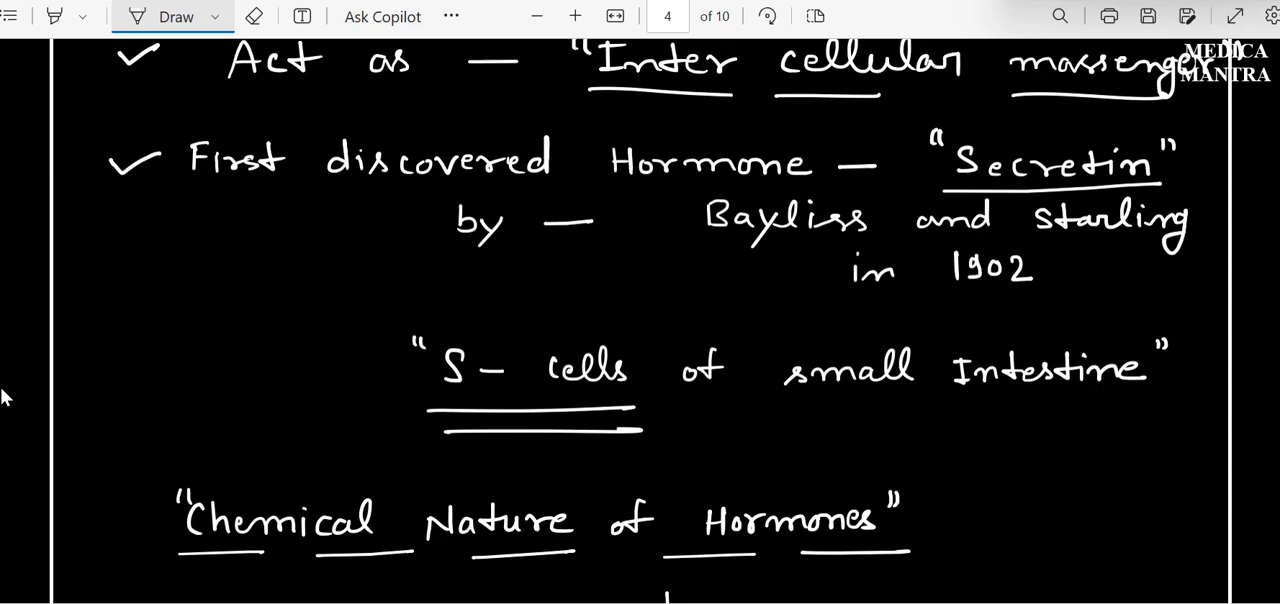 Draw
Ask Copilot
4 of 10
✓ Act as — "Inter cellular massenger"
MEDICA
MANTRA
✓ First discovered Hormone — "Secretin"
by — Bayliss and starling
in 1902
"S - cells of small Intestine"
"Chemical Nature of Hormones"